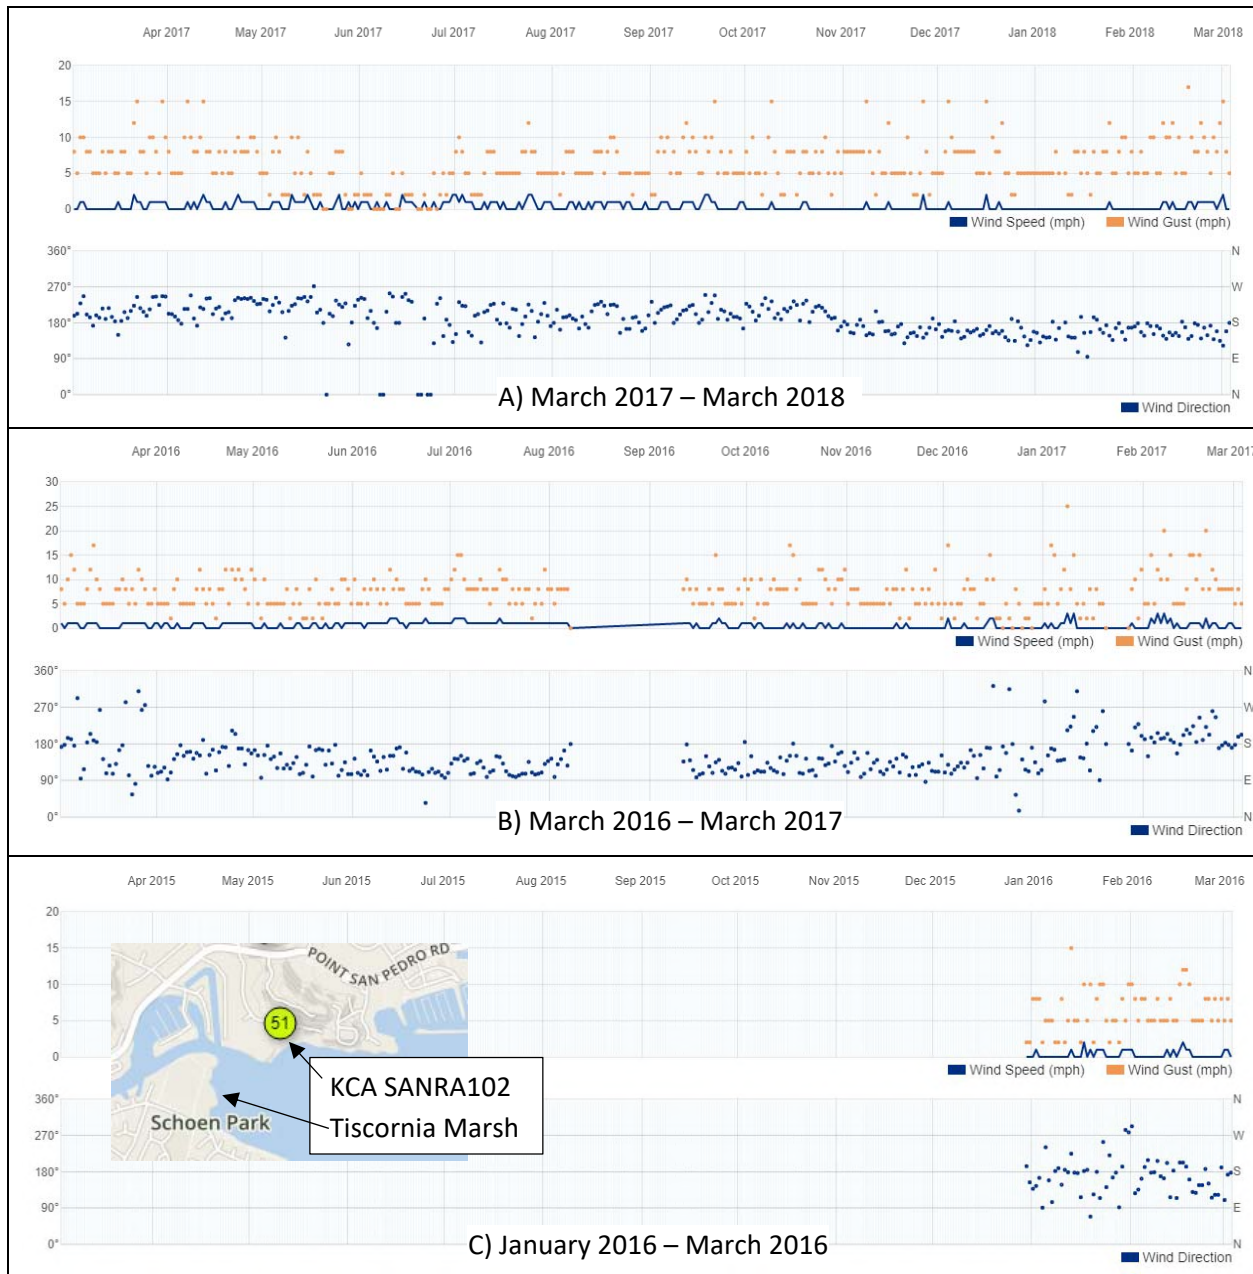 Apr 2017 May 2017 Jun 2017 Jul 2017 Aug 2017 Sep 2017 Oct 2017 Nov 2017 Dec 2017 Jan 2018 Feb 2018 Mar 2018
20
15
10
5
0
Wind Speed (mph) Wind Gust (mph)
360° N
270° W
180° S
90° E
0° N
A) March 2017 – March 2018
Wind Direction
Apr 2016 May 2016 Jun 2016 Jul 2016 Aug 2016 Sep 2016 Oct 2016 Nov 2016 Dec 2016 Jan 2017 Feb 2017 Mar 2017
30
25
20
15
10
5
0
Wind Speed (mph) Wind Gust (mph)
360° N
270° W
180° S
90° E
0° N
B) March 2016 – March 2017
Wind Direction
Apr 2015 May 2015 Jun 2015 Jul 2015 Aug 2015 Sep 2015 Oct 2015 Nov 2015 Dec 2015 Jan 2016 Feb 2016 Mar 2016
20
15
10
5
0
POINT SAN PEDRO RD
51
KCA SANRA102
Tiscornia Marsh
Schoen Park
Wind Speed (mph) Wind Gust (mph)
360° N
270° W
180° S
90° E
0° N
C) January 2016 – March 2016
Wind Direction